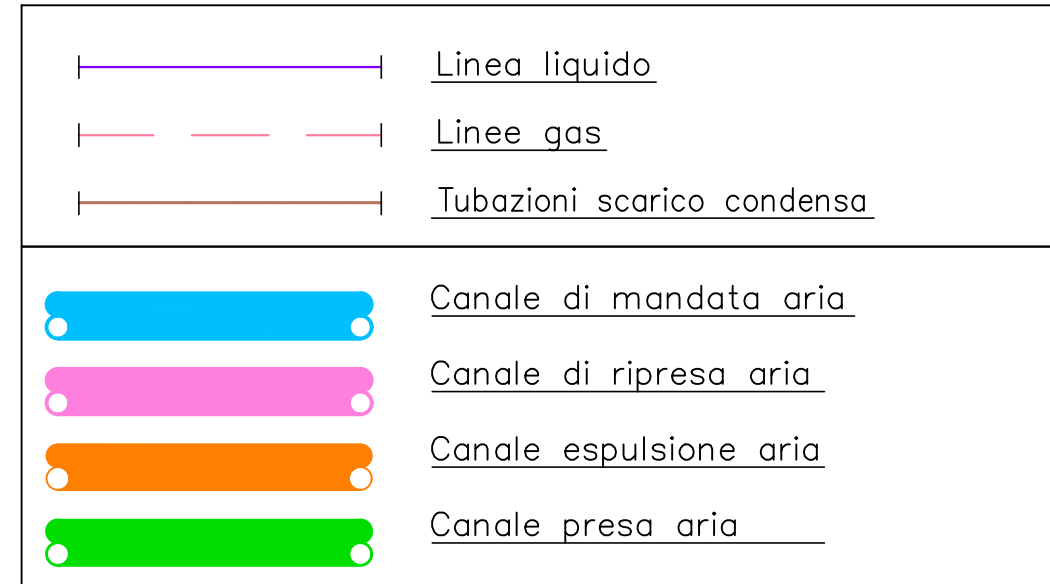 Linea liquido
Linee gas
Tubazioni scarico condensa
Canale di mandata aria
Canale di ripresa aria
Canale espulsione aria
Canale presa aria